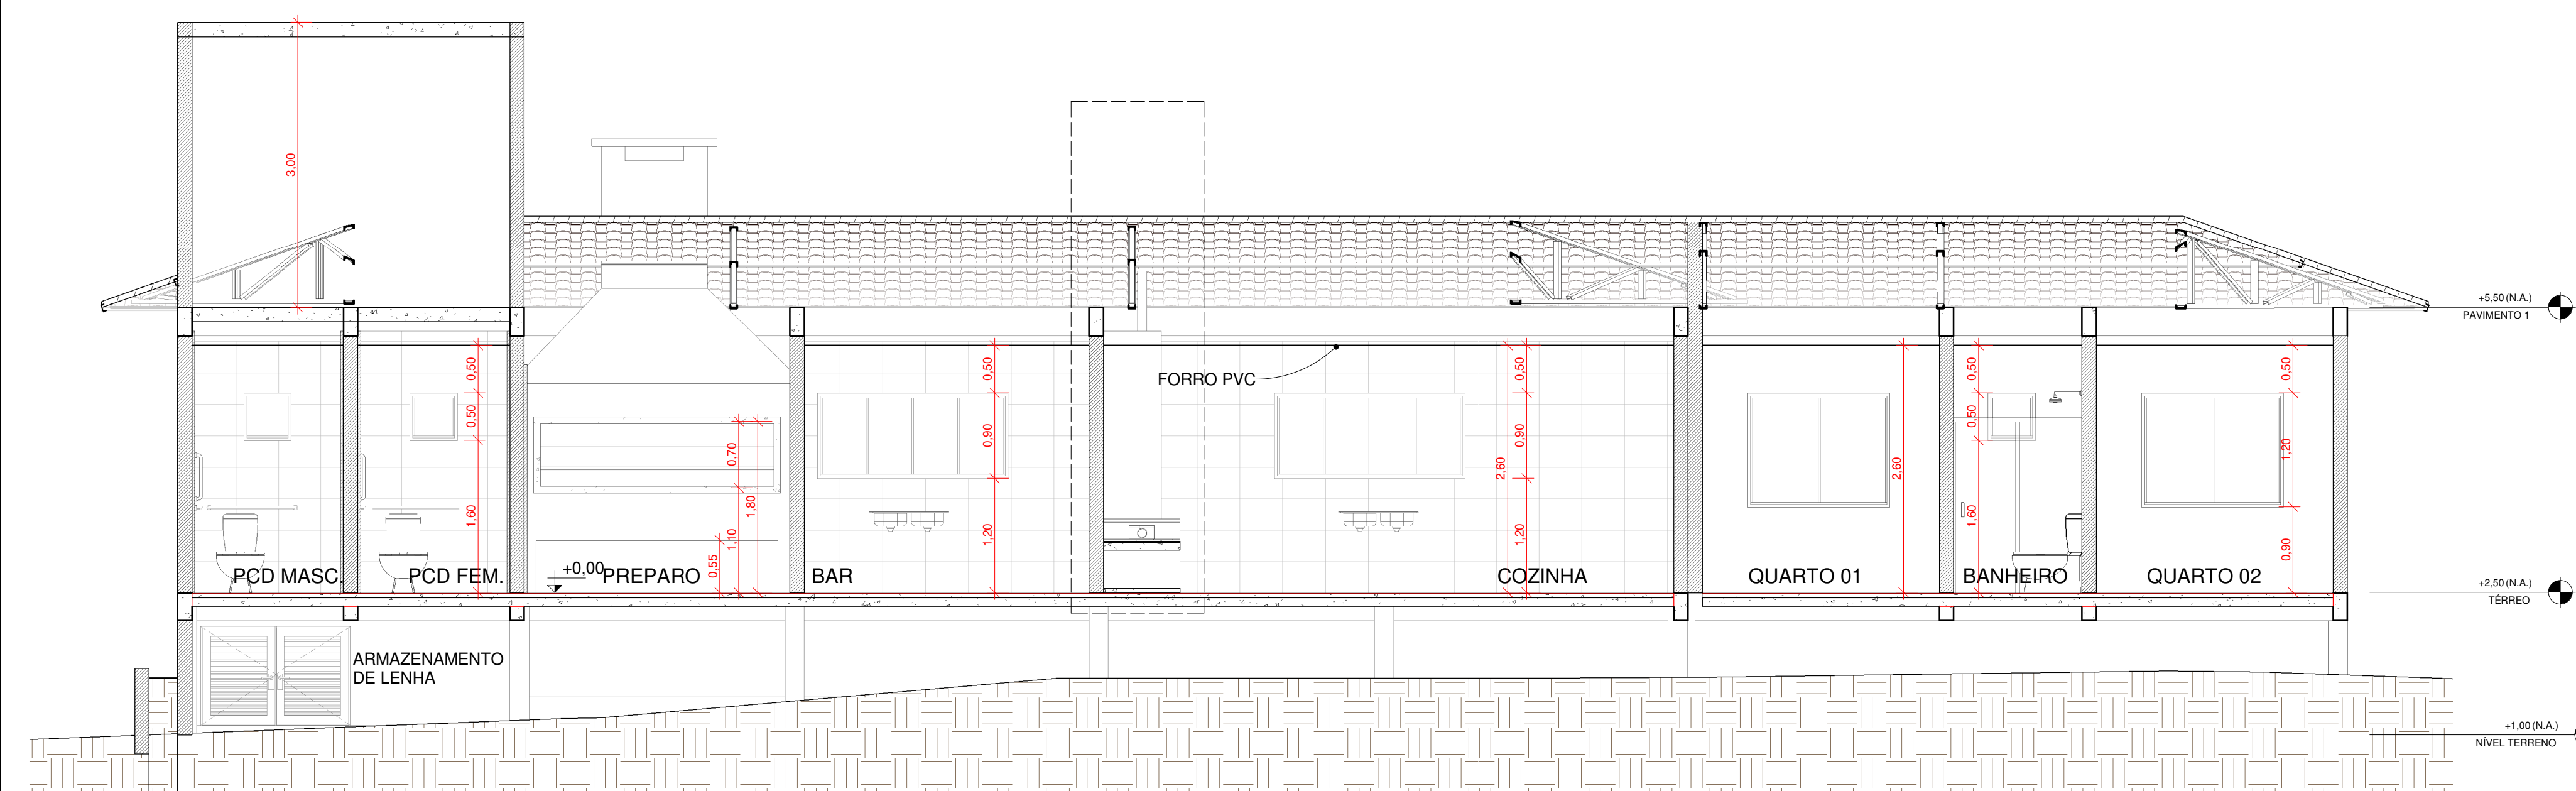 3,00
+5,50 (N.A.)
PAVIMENTO 1
0,50
0,50
1,60
0,70
1,80
1,10
0,55
0,50
0,90
1,20
FORRO PVC
2,60
0,50
0,90
1,20
2,60
0,50
0,50
1,60
0,50
1,20
0,90
PCD MASC.
PCD FEM.
+0,00
PREPARO
BAR
COZINHA
QUARTO 01
BANHEIRO
QUARTO 02
+2,50 (N.A.)
TÉRREO
ARMAZENAMENTO
DE LENHA
+1,00 (N.A.)
NÍVEL TERRENO